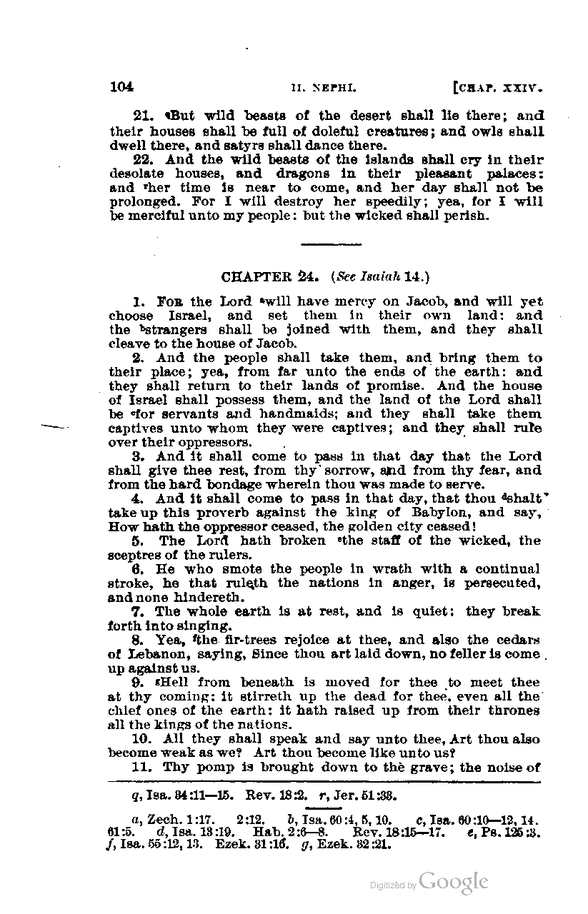 104 II. NEPHI. [CHAP. XXIV.
21. qBut wild beasts of the desert shall lie there; and
their houses shall be full of doleful creatures; and owls shall
dwell there, and satyrs shall dance there.
22. And the wild beasts of the islands shall cry in their
desolate houses, and dragons in their pleasant palaces:
and rher time is near to come, and her day shall not be
prolonged. For I will destroy her speedily; yea, for I will
be merciful unto my people: but the wicked shall perish.
CHAPTER 24. (See Isaiah 14.)
1. FOR the Lord awill have mercy on Jacob, and will yet
choose Israel, and set them in their own land: and
the bstrangers shall be joined with them, and they shall
cleave to the house of Jacob.
2. And the people shall take them, and bring them to
their place; yea, from far unto the ends of the earth: and
they shall return to their lands of promise. And the house
of Israel shall possess them, and the land of the Lord shall
be cfor servants and handmaids; and they shall take them
captives unto whom they were captives; and they shall rule
over their oppressors.
3. And it shall come to pass in that day that the Lord
shall give thee rest, from thy sorrow, and from thy fear, and
from the hard bondage wherein thou was made to serve.
4. And it shall come to pass in that day, that thou dshalt
take up this proverb against the king of Babylon, and say,
How hath the oppressor ceased, the golden city ceased!
5. The Lord hath broken ethe staff of the wicked, the
sceptres of the rulers.
6. He who smote the people in wrath with a continual
stroke, he that ruleth the nations in anger, is persecuted,
and none hindereth.
7. The whole earth is at rest, and is quiet: they break
forth into singing.
8. Yea, fthe fir-trees rejoice at thee, and also the cedars
of Lebanon, saying, Since thou art laid down, no feller is come
up against us.
9. gHell from beneath is moved for thee to meet thee
at thy coming: it stirreth up the dead for thee, even all the
chief ones of the earth: it hath raised up from their thrones
all the kings of the nations.
10. All they shall speak and say unto thee, Art thou also
become weak as we? Art thou become like unto us?
11. Thy pomp is brought down to the grave; the noise of
q, Isa. 34:11—15. Rev. 18:2. r, Jer. 51:33.
a, Zech. 1:17. 2:12. b, Isa. 60:4, 5, 10. c, Isa. 60:10—12, 14.
61:5. d, Isa. 13:19. Hab. 2:6—8. Rev. 18:15—17. e, Ps. 125:3.
f, Isa. 55:12, 13. Ezek. 31:16. g, Ezek. 32:21.
Digitized by Google